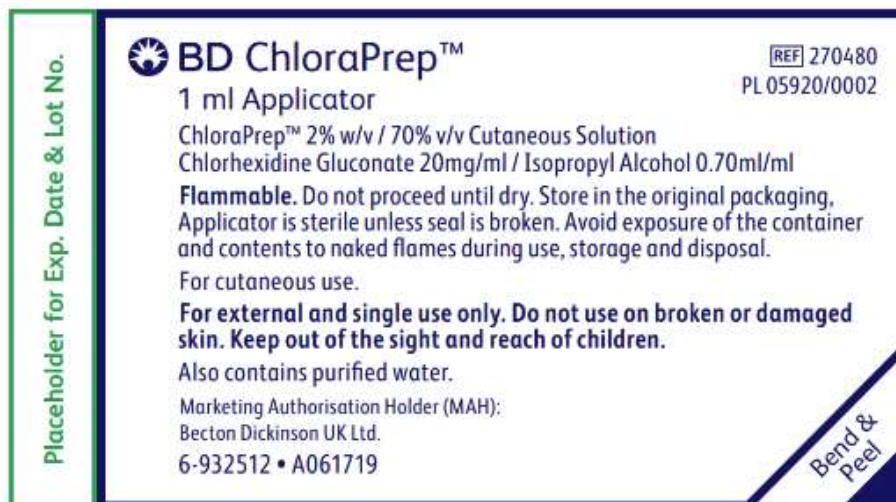 Placeholder for Exp. Date & Lot No.
BD ChloraPrep™
REF 270480
PL 05920/0002
1 ml Applicator
ChloraPrep™ 2% w/v / 70% v/v Cutaneous Solution
Chlorhexidine Gluconate 20mg/ml / Isopropyl Alcohol 0.70ml/ml
Flammable. Do not proceed until dry. Store in the original packaging,
Applicator is sterile unless seal is broken. Avoid exposure of the container
and contents to naked flames during use, storage and disposal.
For cutaneous use.
For external and single use only. Do not use on broken or damaged
skin. Keep out of the sight and reach of children.
Also contains purified water.
Marketing Authorisation Holder (MAH):
Becton Dickinson UK Ltd.
6-932512 • A061719
Bend &
Peel